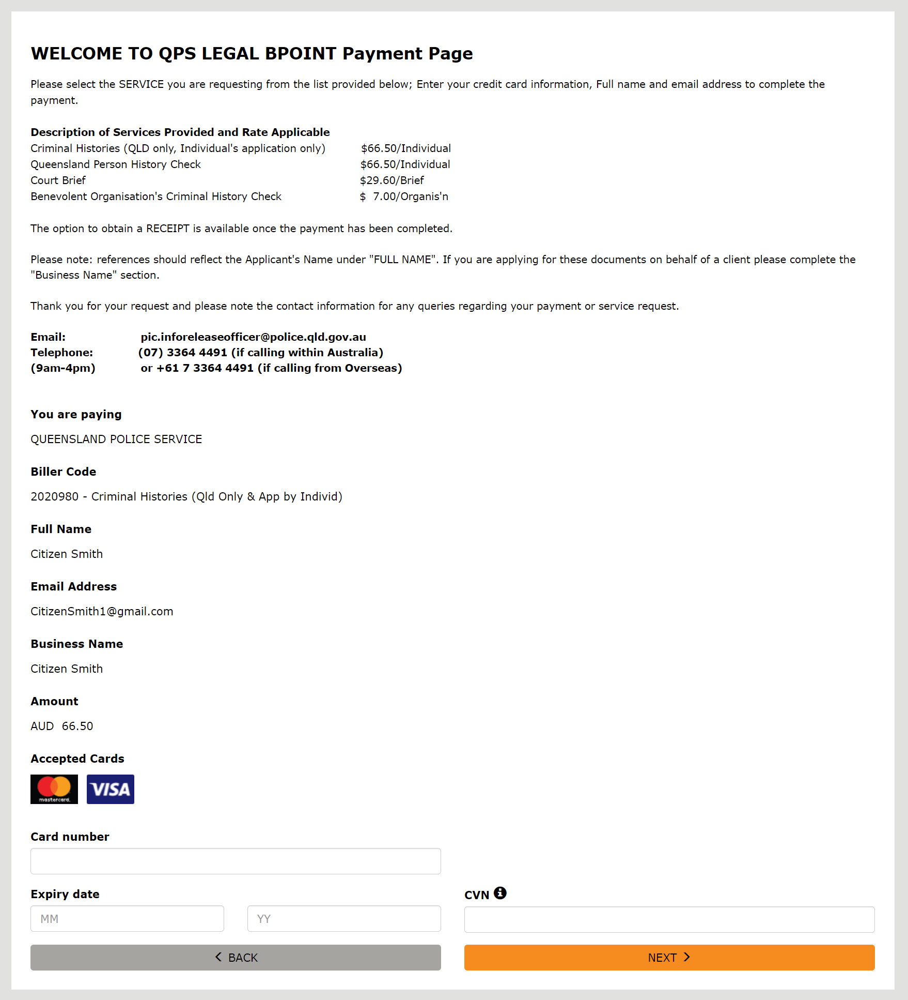 WELCOME TO QPS LEGAL BPOINT Payment Page
Please select the SERVICE you are requesting from the list provided below; Enter your credit card information, Full name and email address to complete the
payment.
Description of Services Provided and Rate Applicable
Criminal Histories (QLD only, Individual's application only) $66.50/Individual
Queensland Person History Check $66.50/Individual
Court Brief $29.60/Brief
Benevolent Organisation's Criminal History Check $ 7.00/Organis'n
The option to obtain a RECEIPT is available once the payment has been completed.
Please note: references should reflect the Applicant's Name under "FULL NAME". If you are applying for these documents on behalf of a client please complete the
"Business Name" section.
Thank you for your request and please note the contact information for any queries regarding your payment or service request.
Email: pic.inforeleaseofficer@police.qld.gov.au
Telephone: (07) 3364 4491 (if calling within Australia)
(9am-4pm) or +61 7 3364 4491 (if calling from Overseas)
You are paying
QUEENSLAND POLICE SERVICE
Biller Code
2020980 - Criminal Histories (Qld Only & App by Individ)
Full Name
Citizen Smith
Email Address
CitizenSmith1@gmail.com
Business Name
Citizen Smith
Amount
AUD 66.50
Accepted Cards
mastercard. VISA
Card number
Expiry date CVN
MM YY
BACK NEXT